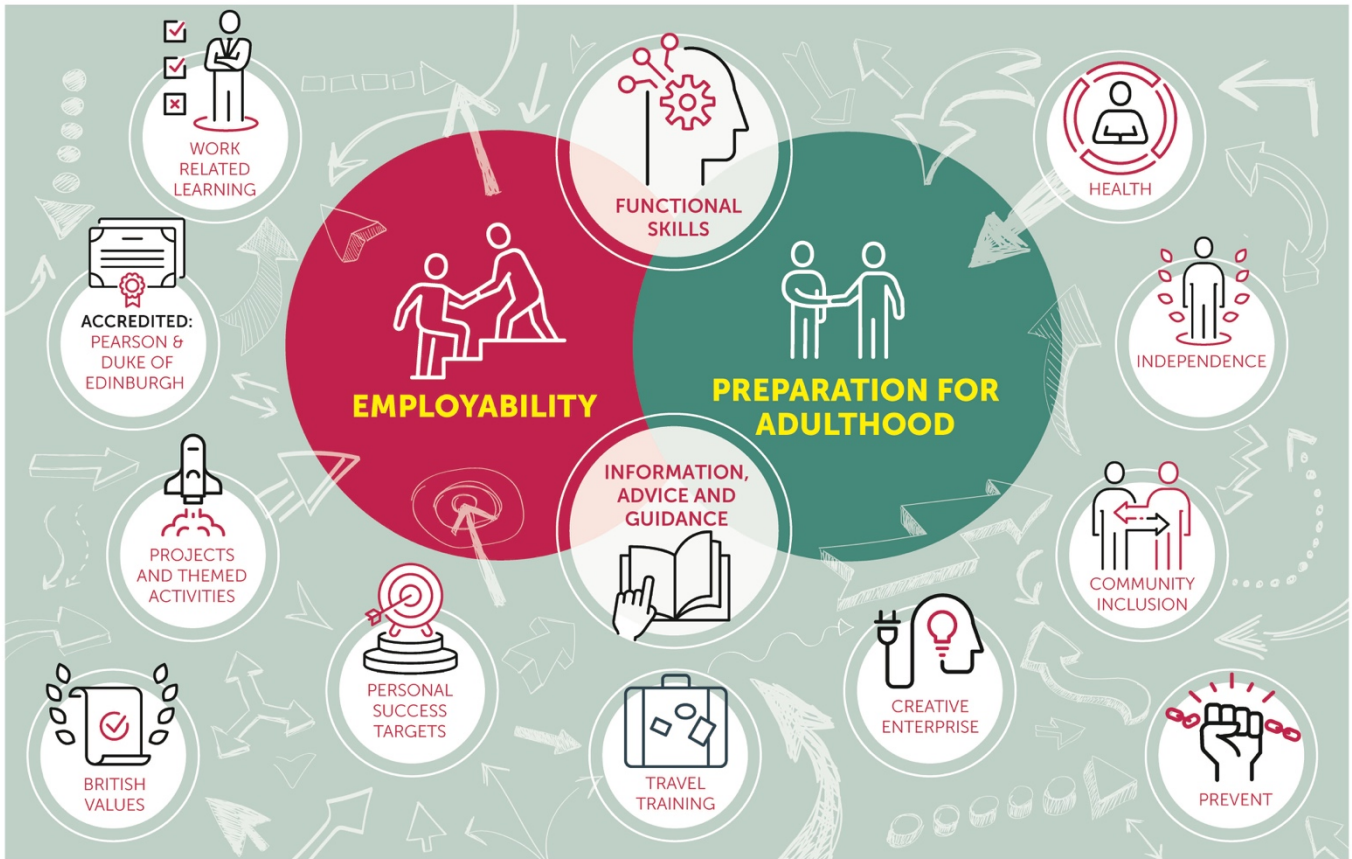 WORK
RELATED
LEARNING
FUNCTIONAL
SKILLS
HEALTH
ACCREDITED:
PEARSON &
DUKE OF
EDINBURGH
INDEPENDENCE
EMPLOYABILITY
PREPARATION FOR
ADULTHOOD
INFORMATION,
ADVICE AND
GUIDANCE
PROJECTS
AND THEMED
ACTIVITIES
COMMUNITY
INCLUSION
PERSONAL
SUCCESS
TARGETS
CREATIVE
ENTERPRISE
BRITISH
VALUES
TRAVEL
TRAINING
PREVENT